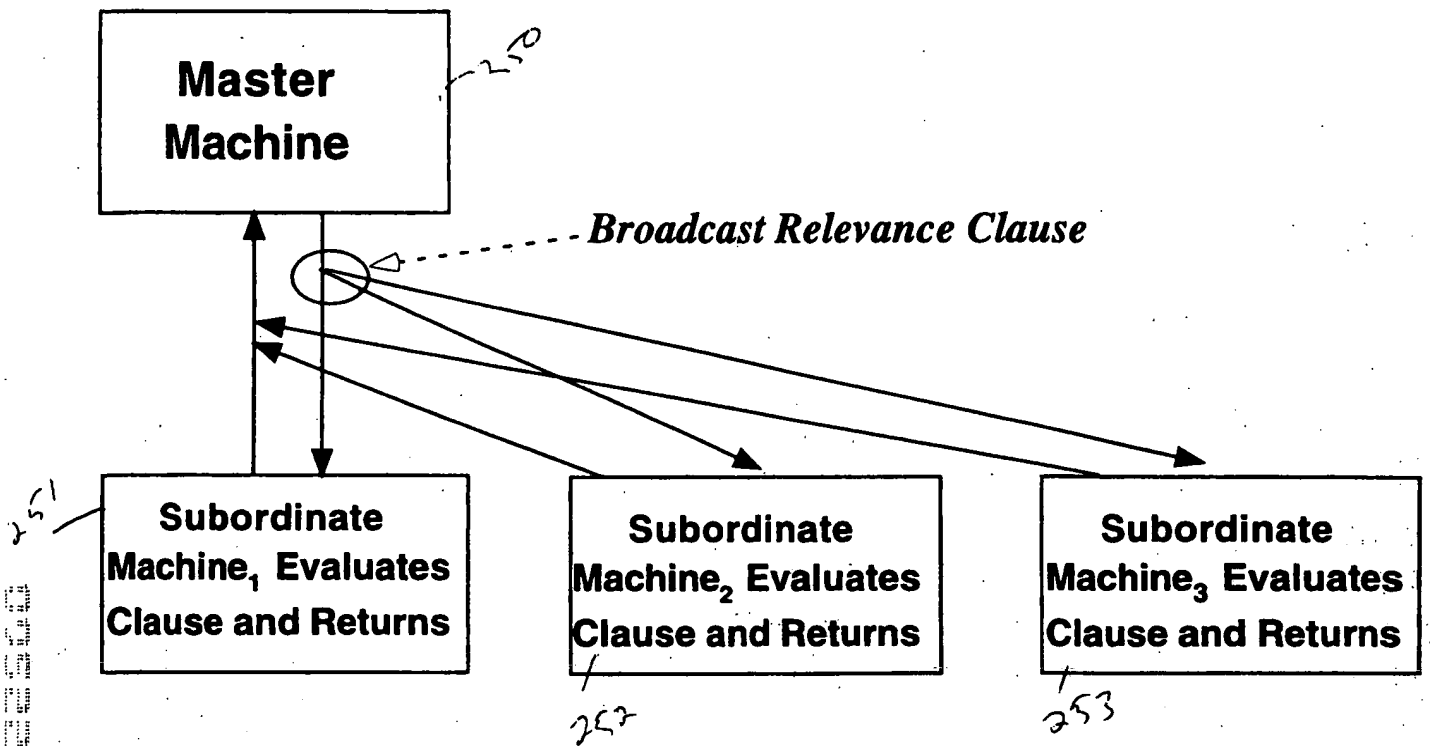 Master
Machine
250
Broadcast Relevance Clause
251
Subordinate
Machine₁ Evaluates
Clause and Returns
Subordinate
Machine₂ Evaluates
Clause and Returns
252
Subordinate
Machine₃ Evaluates
Clause and Returns
253